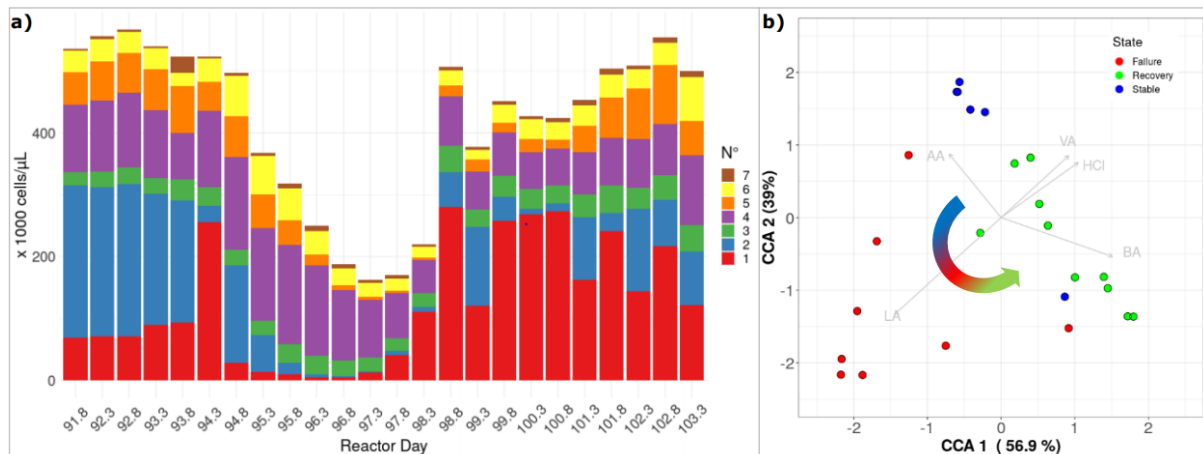 a)
x 1000 cells/µL
400
200
0
91.8 92.3 92.8 93.3 93.8 94.3 94.8 95.3 95.8 96.3 96.8 97.3 97.8 98.3 98.8 99.3 99.8 100.3 100.8 101.3 101.8 102.3 102.8 103.3
Reactor Day
N°
7
6
5
4
3
2
1
b)
State
Failure
Recovery
Stable
CCA 2 (39%)
2
1
0
-1
-2
AA
VA
HCl
BA
LA
-2 -1 0 1 2
CCA 1 ( 56.9 %)